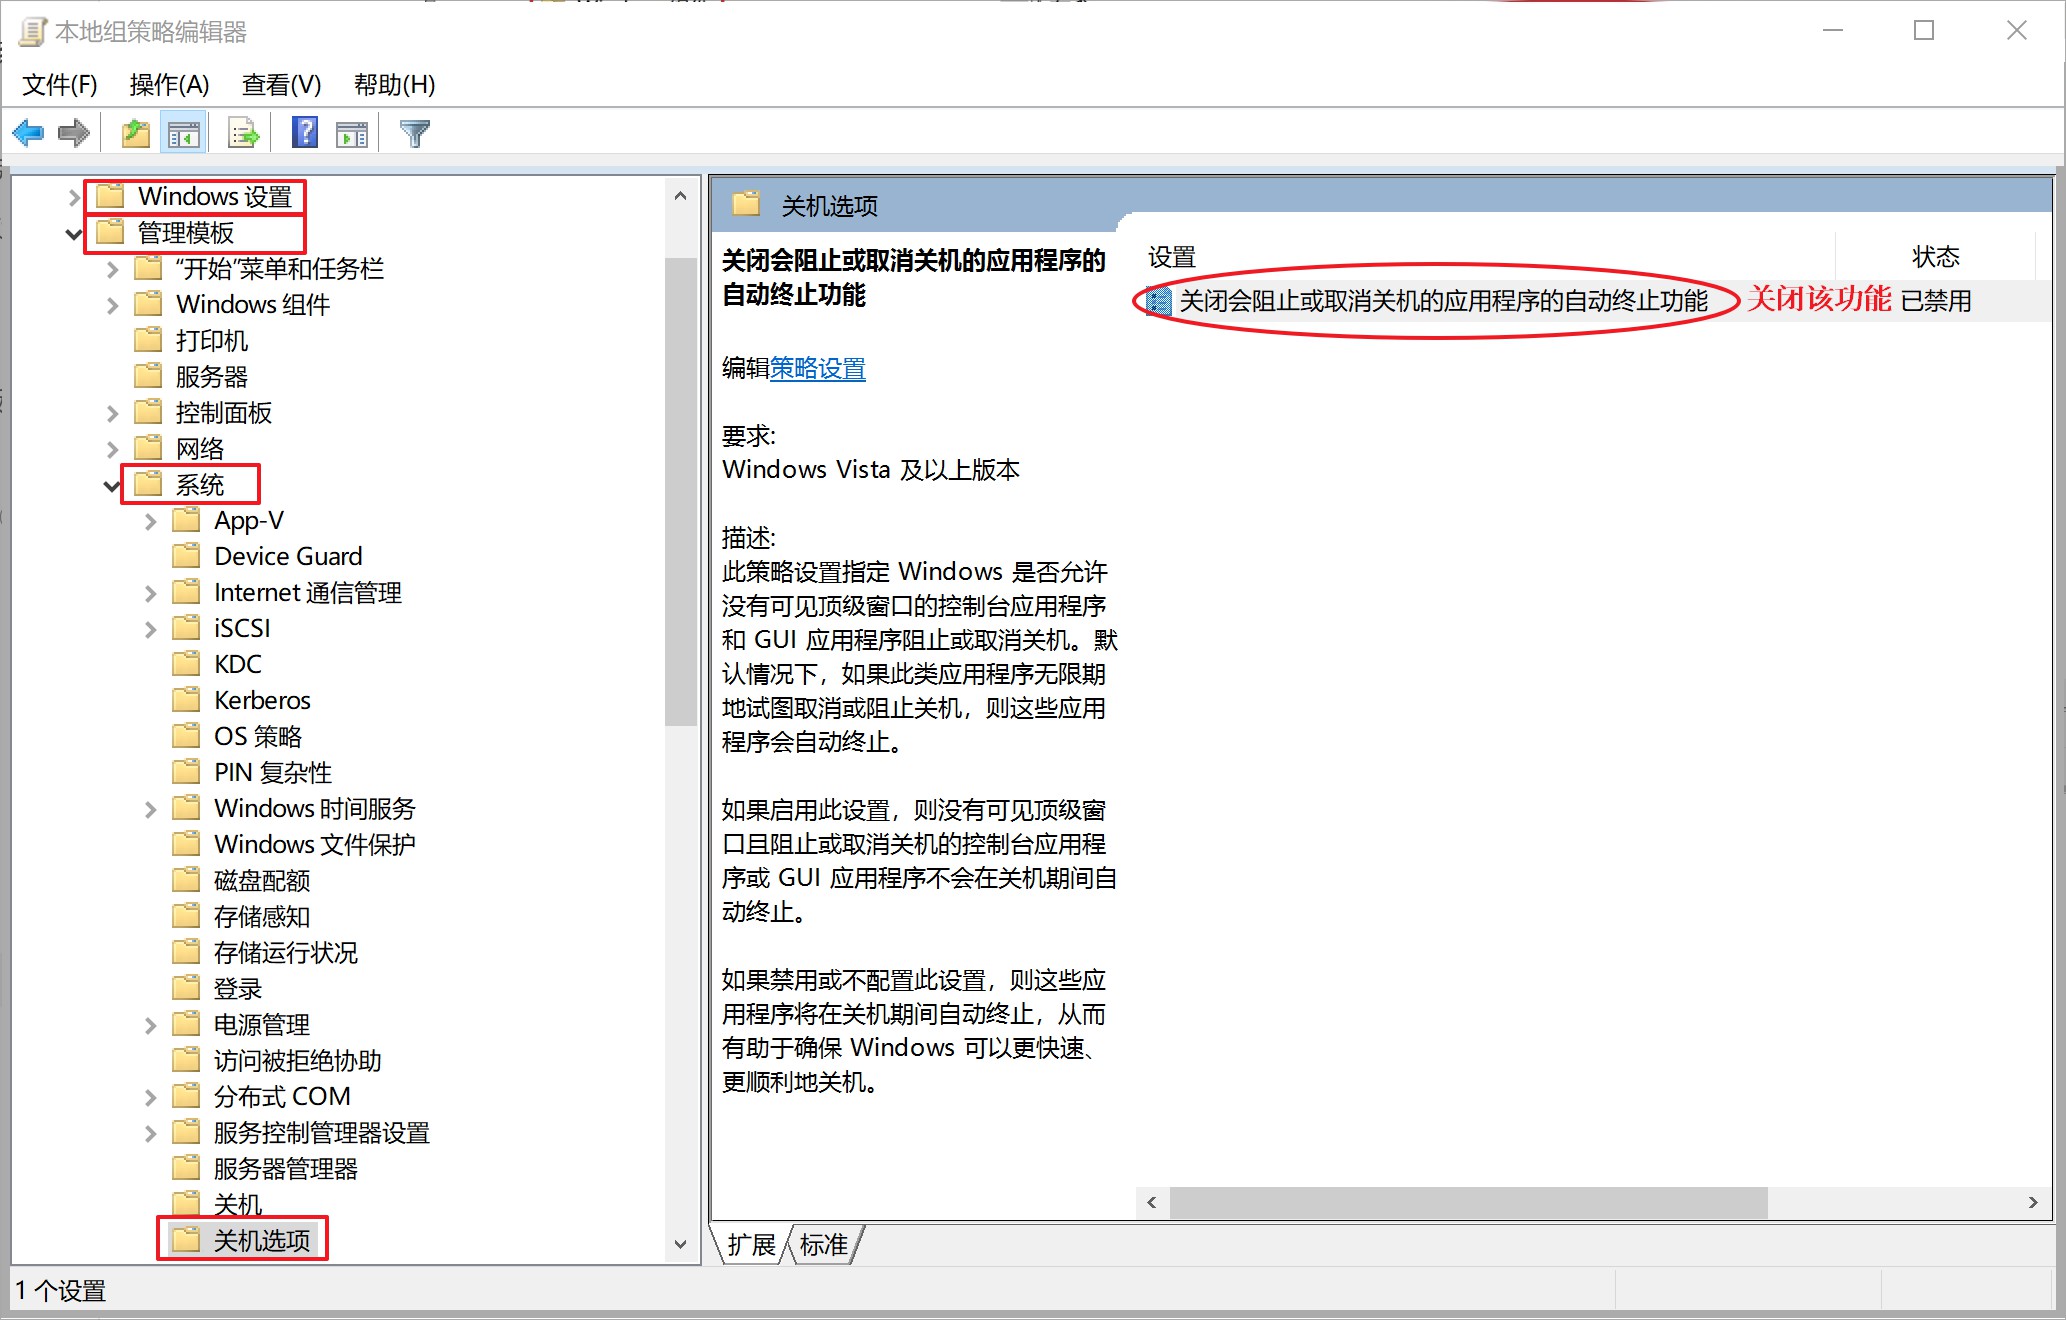 本地组策略编辑器
文件(F) 操作(A) 查看(V) 帮助(H)
Windows 设置
管理模板
“开始”菜单和任务栏
Windows 组件
打印机
服务器
控制面板
网络
系统
App-V
Device Guard
Internet 通信管理
iSCSI
KDC
Kerberos
OS 策略
PIN 复杂性
Windows 时间服务
Windows 文件保护
磁盘配额
存储感知
存储运行状况
登录
电源管理
访问被拒绝协助
分布式 COM
服务控制管理器设置
服务器管理器
关机
关机选项
关机选项
关闭会阻止或取消关机的应用程序的
自动终止功能
编辑策略设置
要求:
Windows Vista 及以上版本
描述:
此策略设置指定 Windows 是否允许
没有可见顶级窗口的控制台应用程序
和 GUI 应用程序阻止或取消关机。默
认情况下，如果此类应用程序无限期
地试图取消或阻止关机，则这些应用
程序会自动终止。
如果启用此设置，则没有可见顶级窗
口且阻止或取消关机的控制台应用程
序或 GUI 应用程序不会在关机期间自
动终止。
如果禁用或不配置此设置，则这些应
用程序将在关机期间自动终止，从而
有助于确保 Windows 可以更快速、
更顺利地关机。
设置 状态
关闭会阻止或取消关机的应用程序的自动终止功能 关闭该功能 已禁用
扩展 标准
1 个设置